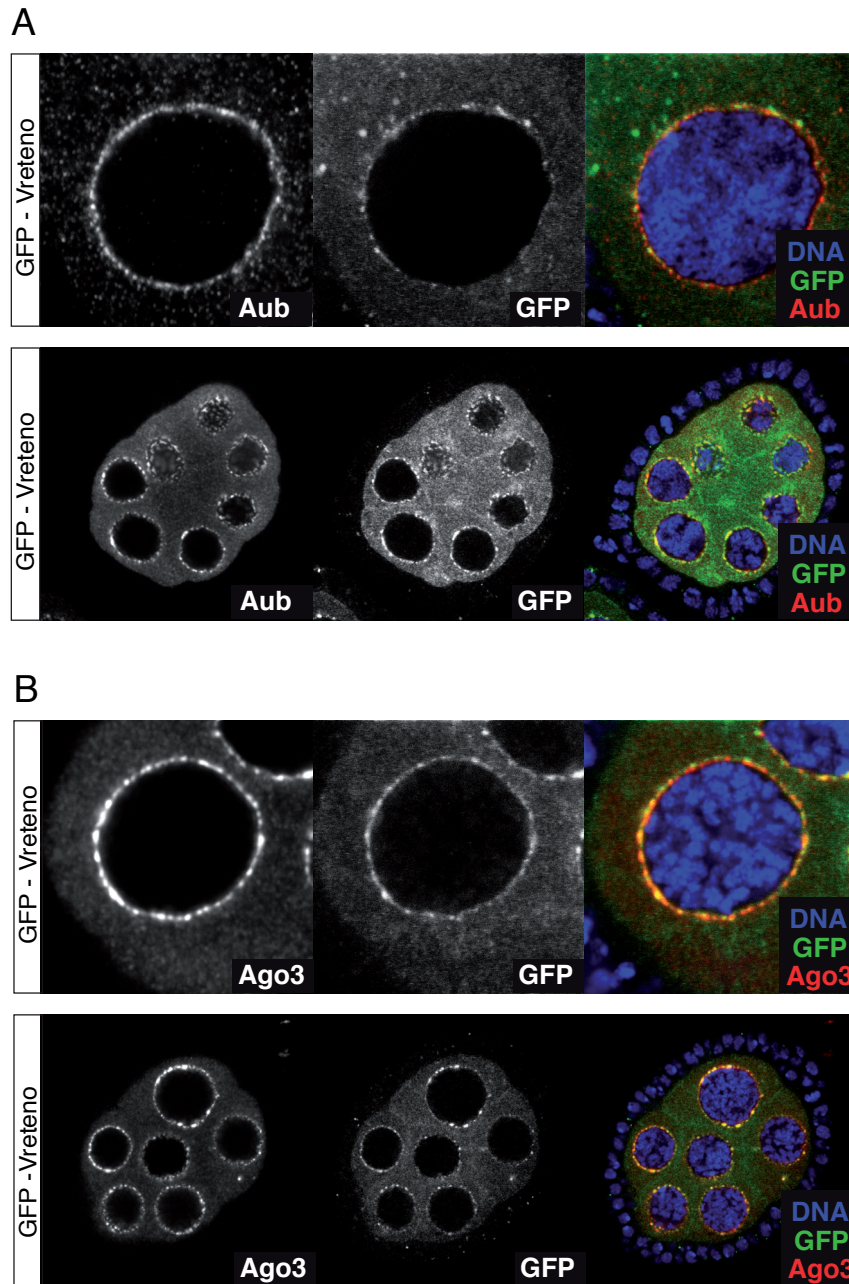 A
GFP - Vreteno
Aub
GFP
DNA
GFP
Aub
GFP - Vreteno
Aub
GFP
DNA
GFP
Aub
B
GFP - Vreteno
Ago3
GFP
DNA
GFP
Ago3
GFP -Vreteno
Ago3
GFP
DNA
GFP
Ago3